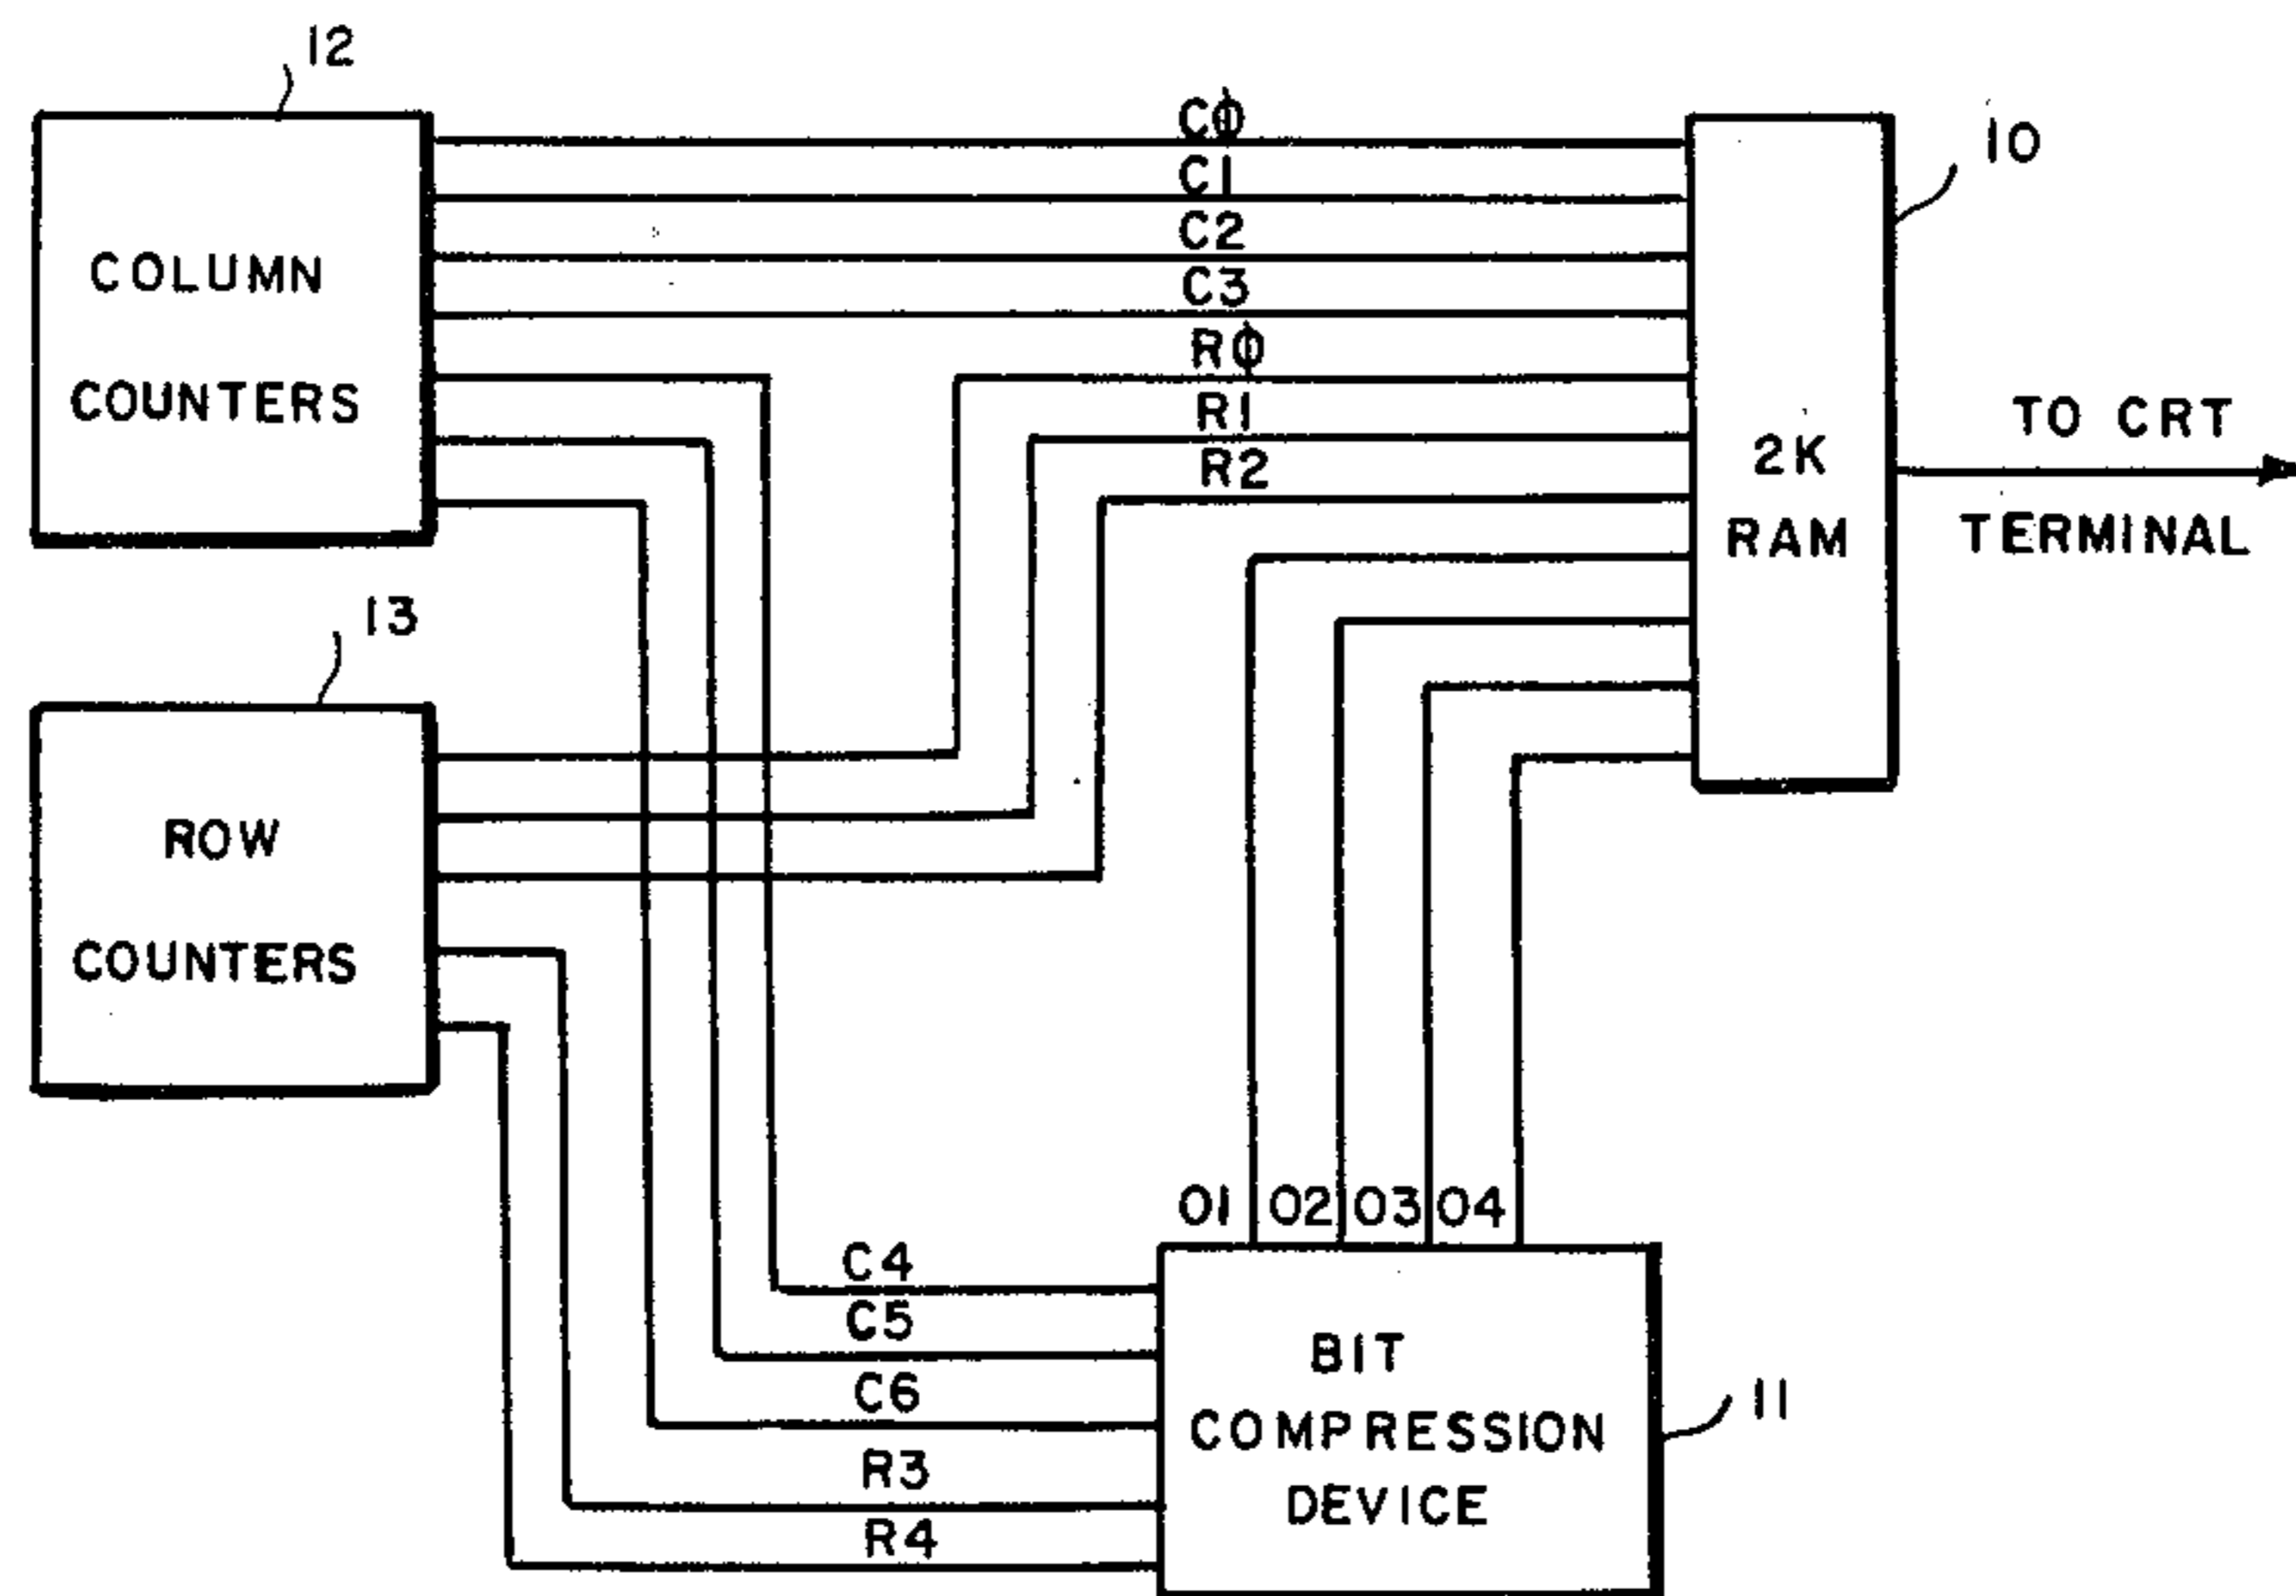 12
COLUMN
COUNTERS
Cϕ
C1
C2
C3
Rϕ
R1
R2
10
2K
RAM
TO CRT
TERMINAL
13
ROW
COUNTERS
01 02 03 04
C4
C5
C6
R3
R4
BIT
COMPRESSION
DEVICE
11